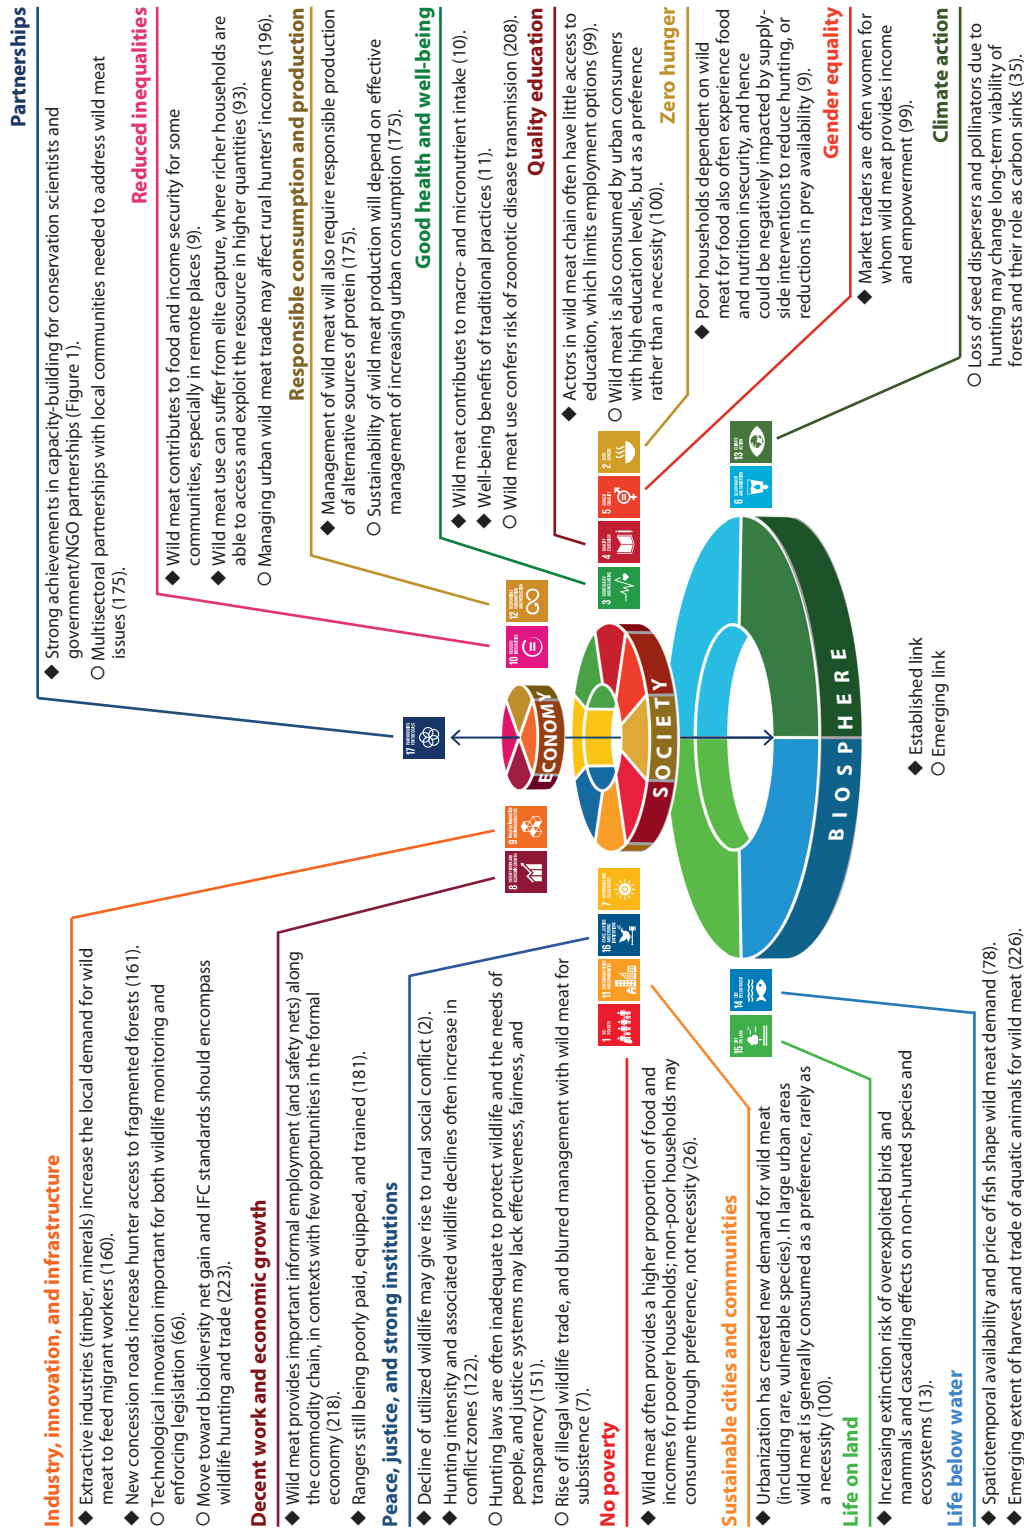 Industry, innovation, and infrastructure
◆ Extractive industries (timber, minerals) increase the local demand for wild
meat to feed migrant workers (160).
◆ New concession roads increase hunter access to fragmented forests (161).
○ Technological innovation important for both wildlife monitoring and
enforcing legislation (66).
○ Move toward biodiversity net gain and IFC standards should encompass
wildlife hunting and trade (223).
Decent work and economic growth
◆ Wild meat provides important informal employment (and safety nets) along
the commodity chain, in contexts with few opportunities in the formal
economy (218).
◆ Rangers still being poorly paid, equipped, and trained (181).
Peace, justice, and strong institutions
◆ Decline of utilized wildlife may give rise to rural social conflict (2).
◆ Hunting intensity and associated wildlife declines often increase in
conflict zones (122).
○ Hunting laws are often inadequate to protect wildlife and the needs of
people, and justice systems may lack effectiveness, fairness, and
transparency (151).
○ Rise of illegal wildlife trade, and blurred management with wild meat for
subsistence (7).
No poverty
◆ Wild meat often provides a higher proportion of food and
incomes for poorer households; non-poor households may
consume through preference, not necessity (26).
Sustainable cities and communities
◆ Urbanization has created new demand for wild meat
(including rare, vulnerable species). In large urban areas
wild meat is generally consumed as a preference, rarely as
a necessity (100).
Life on land
◆ Increasing extinction risk of overexploited birds and
mammals and cascading effects on non-hunted species and
ecosystems (13).
Life below water
◆ Spatiotemporal availability and price of fish shape wild meat demand (78).
◆ Emerging extent of harvest and trade of aquatic animals for wild meat (226).
17
8
9
10
12
1
11
16
7
3
4
5
2
15
14
6
13
ECONOMY
SOCIETY
BIOSPHERE
◆ Established link
○ Emerging link
Partnerships
◆ Strong achievements in capacity-building for conservation scientists and
government/NGO partnerships (Figure 1).
○ Multisectoral partnerships with local communities needed to address wild meat
issues (175).
Reduced inequalities
◆ Wild meat contributes to food and income security for some
communities, especially in remote places (9).
◆ Wild meat use can suffer from elite capture, where richer households are
able to access and exploit the resource in higher quantities (93).
○ Managing urban wild meat trade may affect rural hunters' incomes (196).
Responsible consumption and production
◆ Management of wild meat will also require responsible production
of alternative sources of protein (175).
○ Sustainability of wild meat production will depend on effective
management of increasing urban consumption (175).
Good health and well-being
◆ Wild meat contributes to macro- and micronutrient intake (10).
◆ Well-being benefits of traditional practices (11).
○ Wild meat use confers risk of zoonotic disease transmission (208).
Quality education
◆ Actors in wild meat chain often have little access to
education, which limits employment options (99).
○ Wild meat is also consumed by urban consumers
with high education levels, but as a preference
rather than a necessity (100).
Zero hunger
◆ Poor households dependent on wild
meat for food also often experience food
and nutrition insecurity, and hence
could be negatively impacted by supply-
side interventions to reduce hunting, or
reductions in prey availability (9).
Gender equality
◆ Market traders are often women for
whom wild meat provides income
and empowerment (99).
Climate action
○ Loss of seed dispersers and pollinators due to
hunting may change long-term viability of
forests and their role as carbon sinks (35).